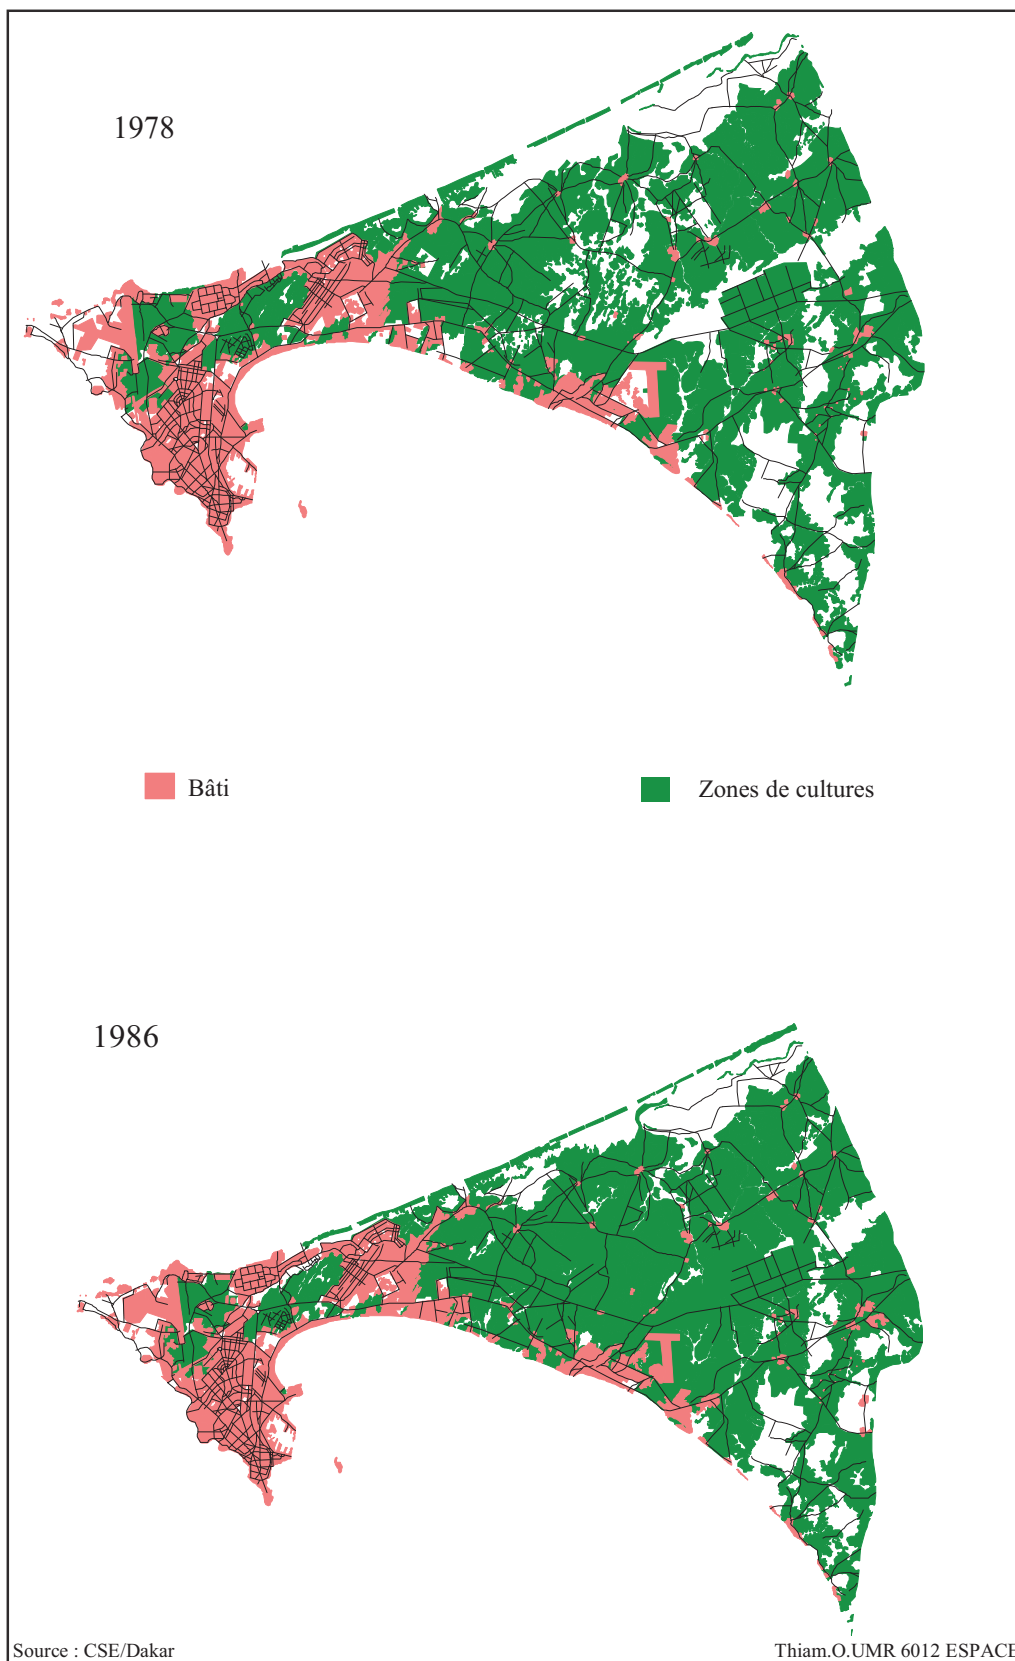 1978
Bâti
Zones de cultures
1986
Source : CSE/Dakar
Thiam.O.UMR 6012 ESPACE